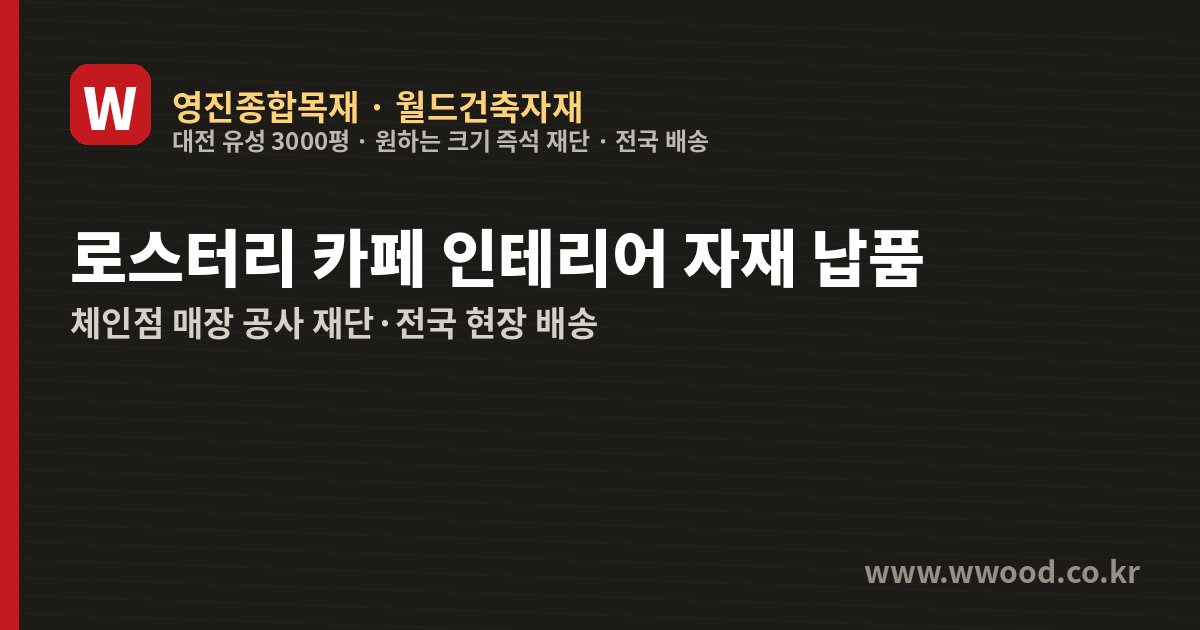 W
영진종합목재 · 월드건축자재
대전 유성 3000평 · 원하는 크기 즉석 재단 · 전국 배송
로스터리 카페 인테리어 자재 납품
체인점 매장 공사 재단·전국 현장 배송
www.wwood.co.kr